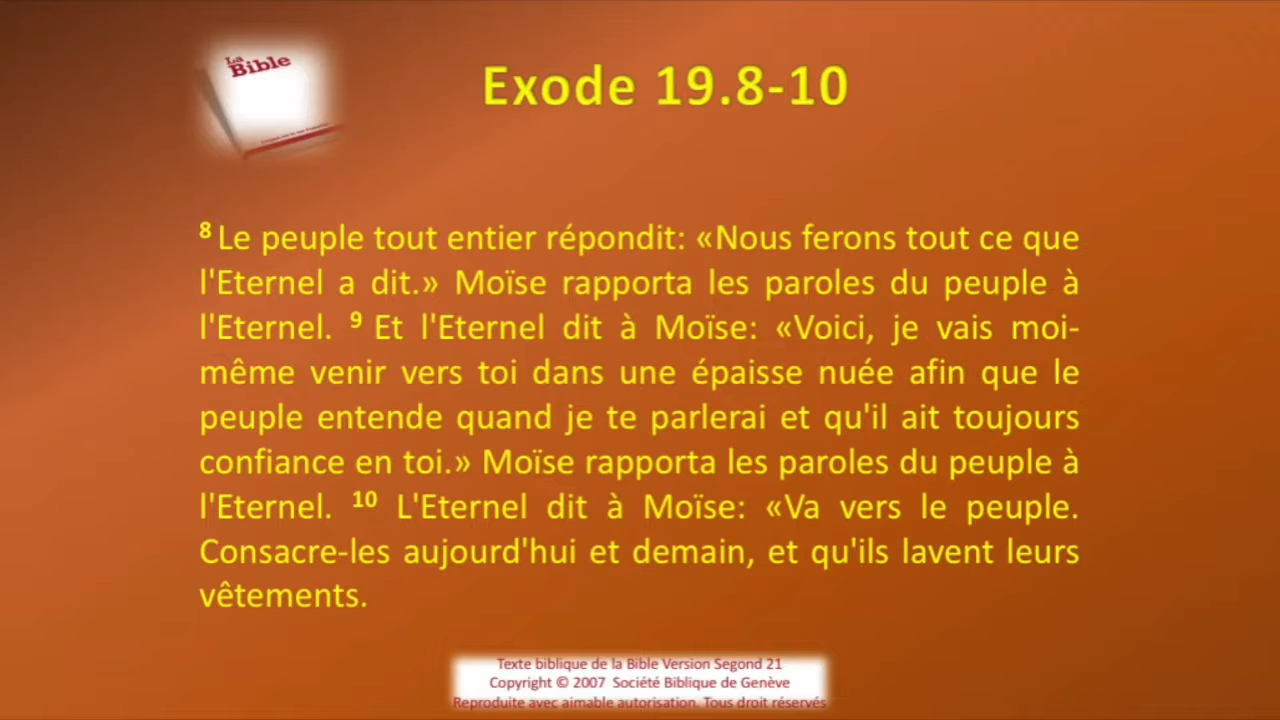 La
Bible
Exode 19.8-10
8 Le peuple tout entier répondit: «Nous ferons tout ce que
l'Eternel a dit.» Moïse rapporta les paroles du peuple à
l'Eternel. 9 Et l'Eternel dit à Moïse: «Voici, je vais moi-
même venir vers toi dans une épaisse nuée afin que le
peuple entende quand je te parlerai et qu'il ait toujours
confiance en toi.» Moïse rapporta les paroles du peuple à
l'Eternel. 10 L'Eternel dit à Moïse: «Va vers le peuple.
Consacre-les aujourd'hui et demain, et qu'ils lavent leurs
vêtements.
Texte biblique de la Bible Version Segond 21
Copyright © 2007 Société Biblique de Genève
Reproduite avec aimable autorisation. Tous droit réservés